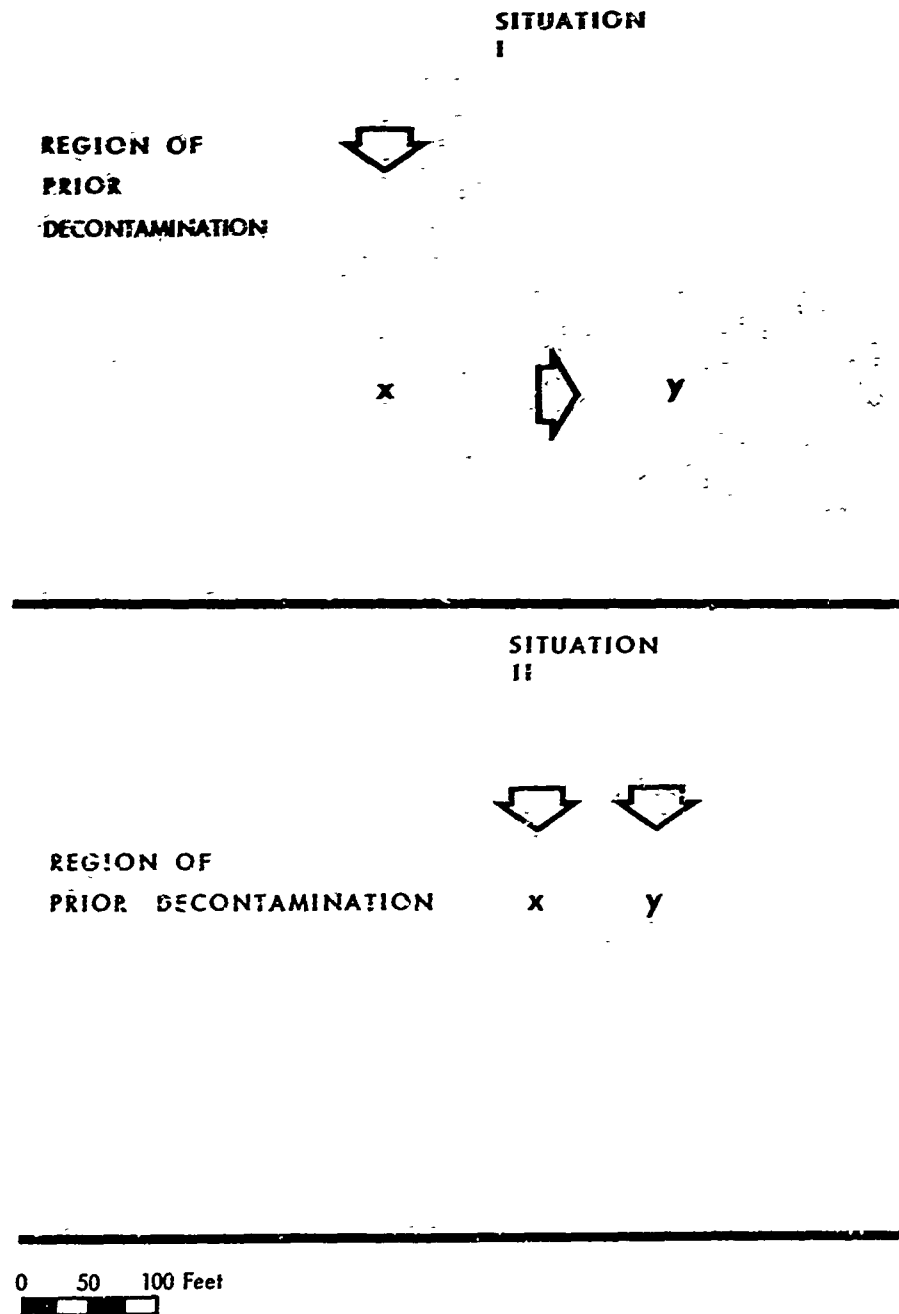 SITUATION
I
REGION OF
PRIOR
DECONTAMINATION
x
y
SITUATION
II
REGION OF
PRIOR DECONTAMINATION
x
y
0 50 100 Feet